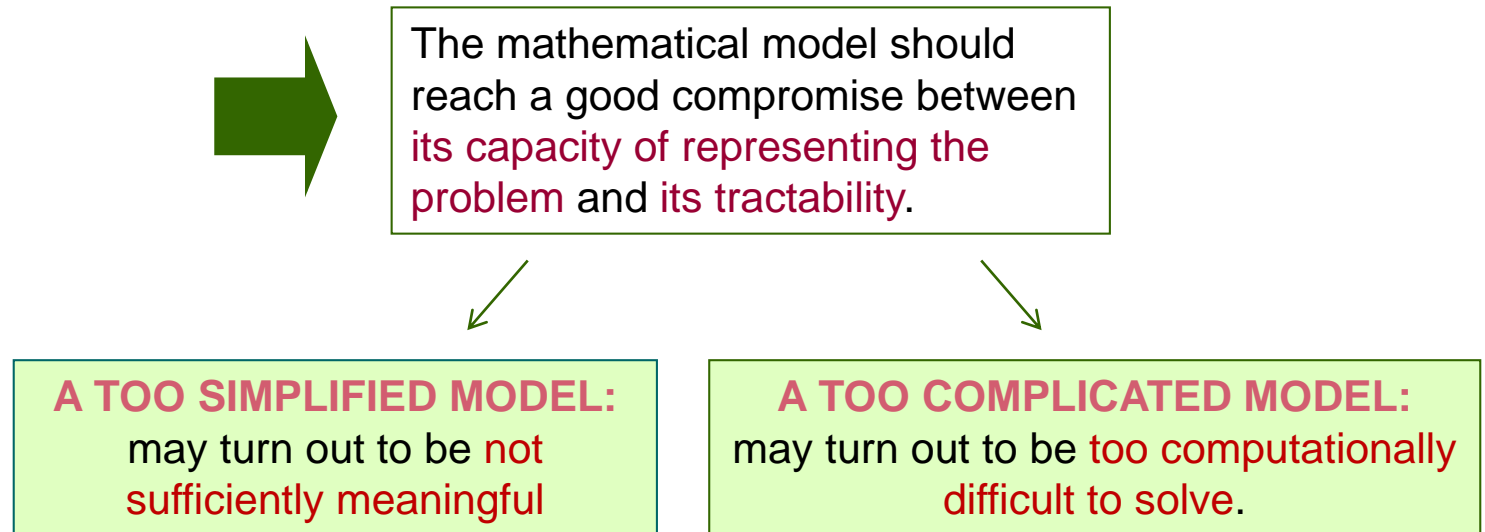 The mathematical model should
reach a good compromise between
its capacity of representing the
problem and its tractability.
A TOO SIMPLIFIED MODEL:
may turn out to be not
sufficiently meaningful
A TOO COMPLICATED MODEL:
may turn out to be too computationally
difficult to solve.